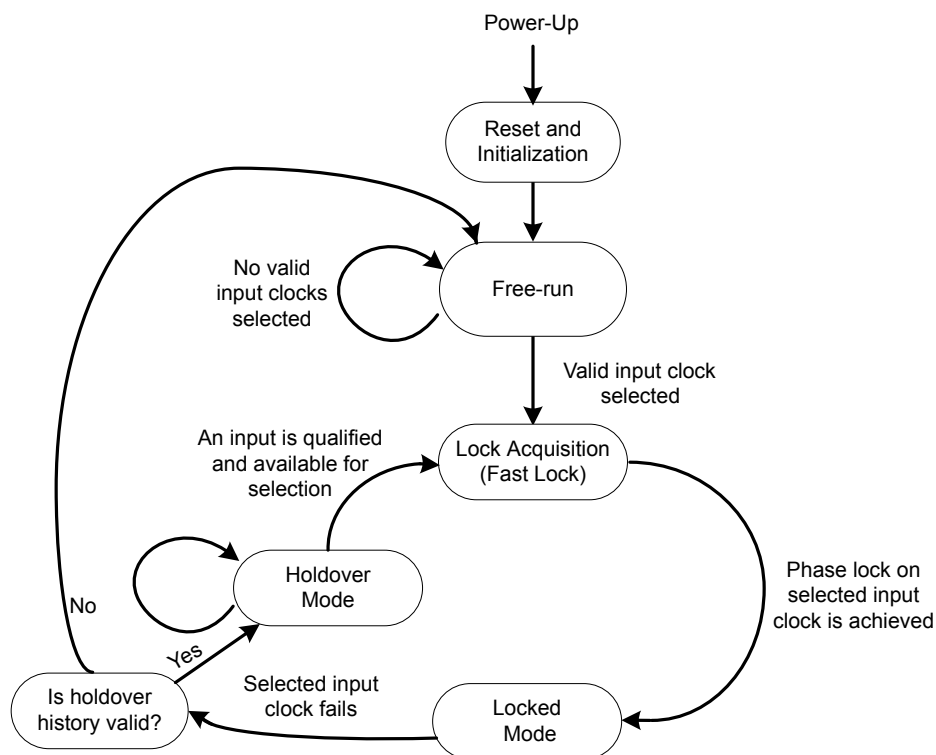 Power-Up
Reset and
Initialization
No valid
input clocks
selected
Free-run
Valid input clock
selected
An input is qualified
and available for
selection
Lock Acquisition
(Fast Lock)
Holdover
Mode
Phase lock on
selected input
clock is achieved
No
Yes
Is holdover
history valid?
Selected input
clock fails
Locked
Mode